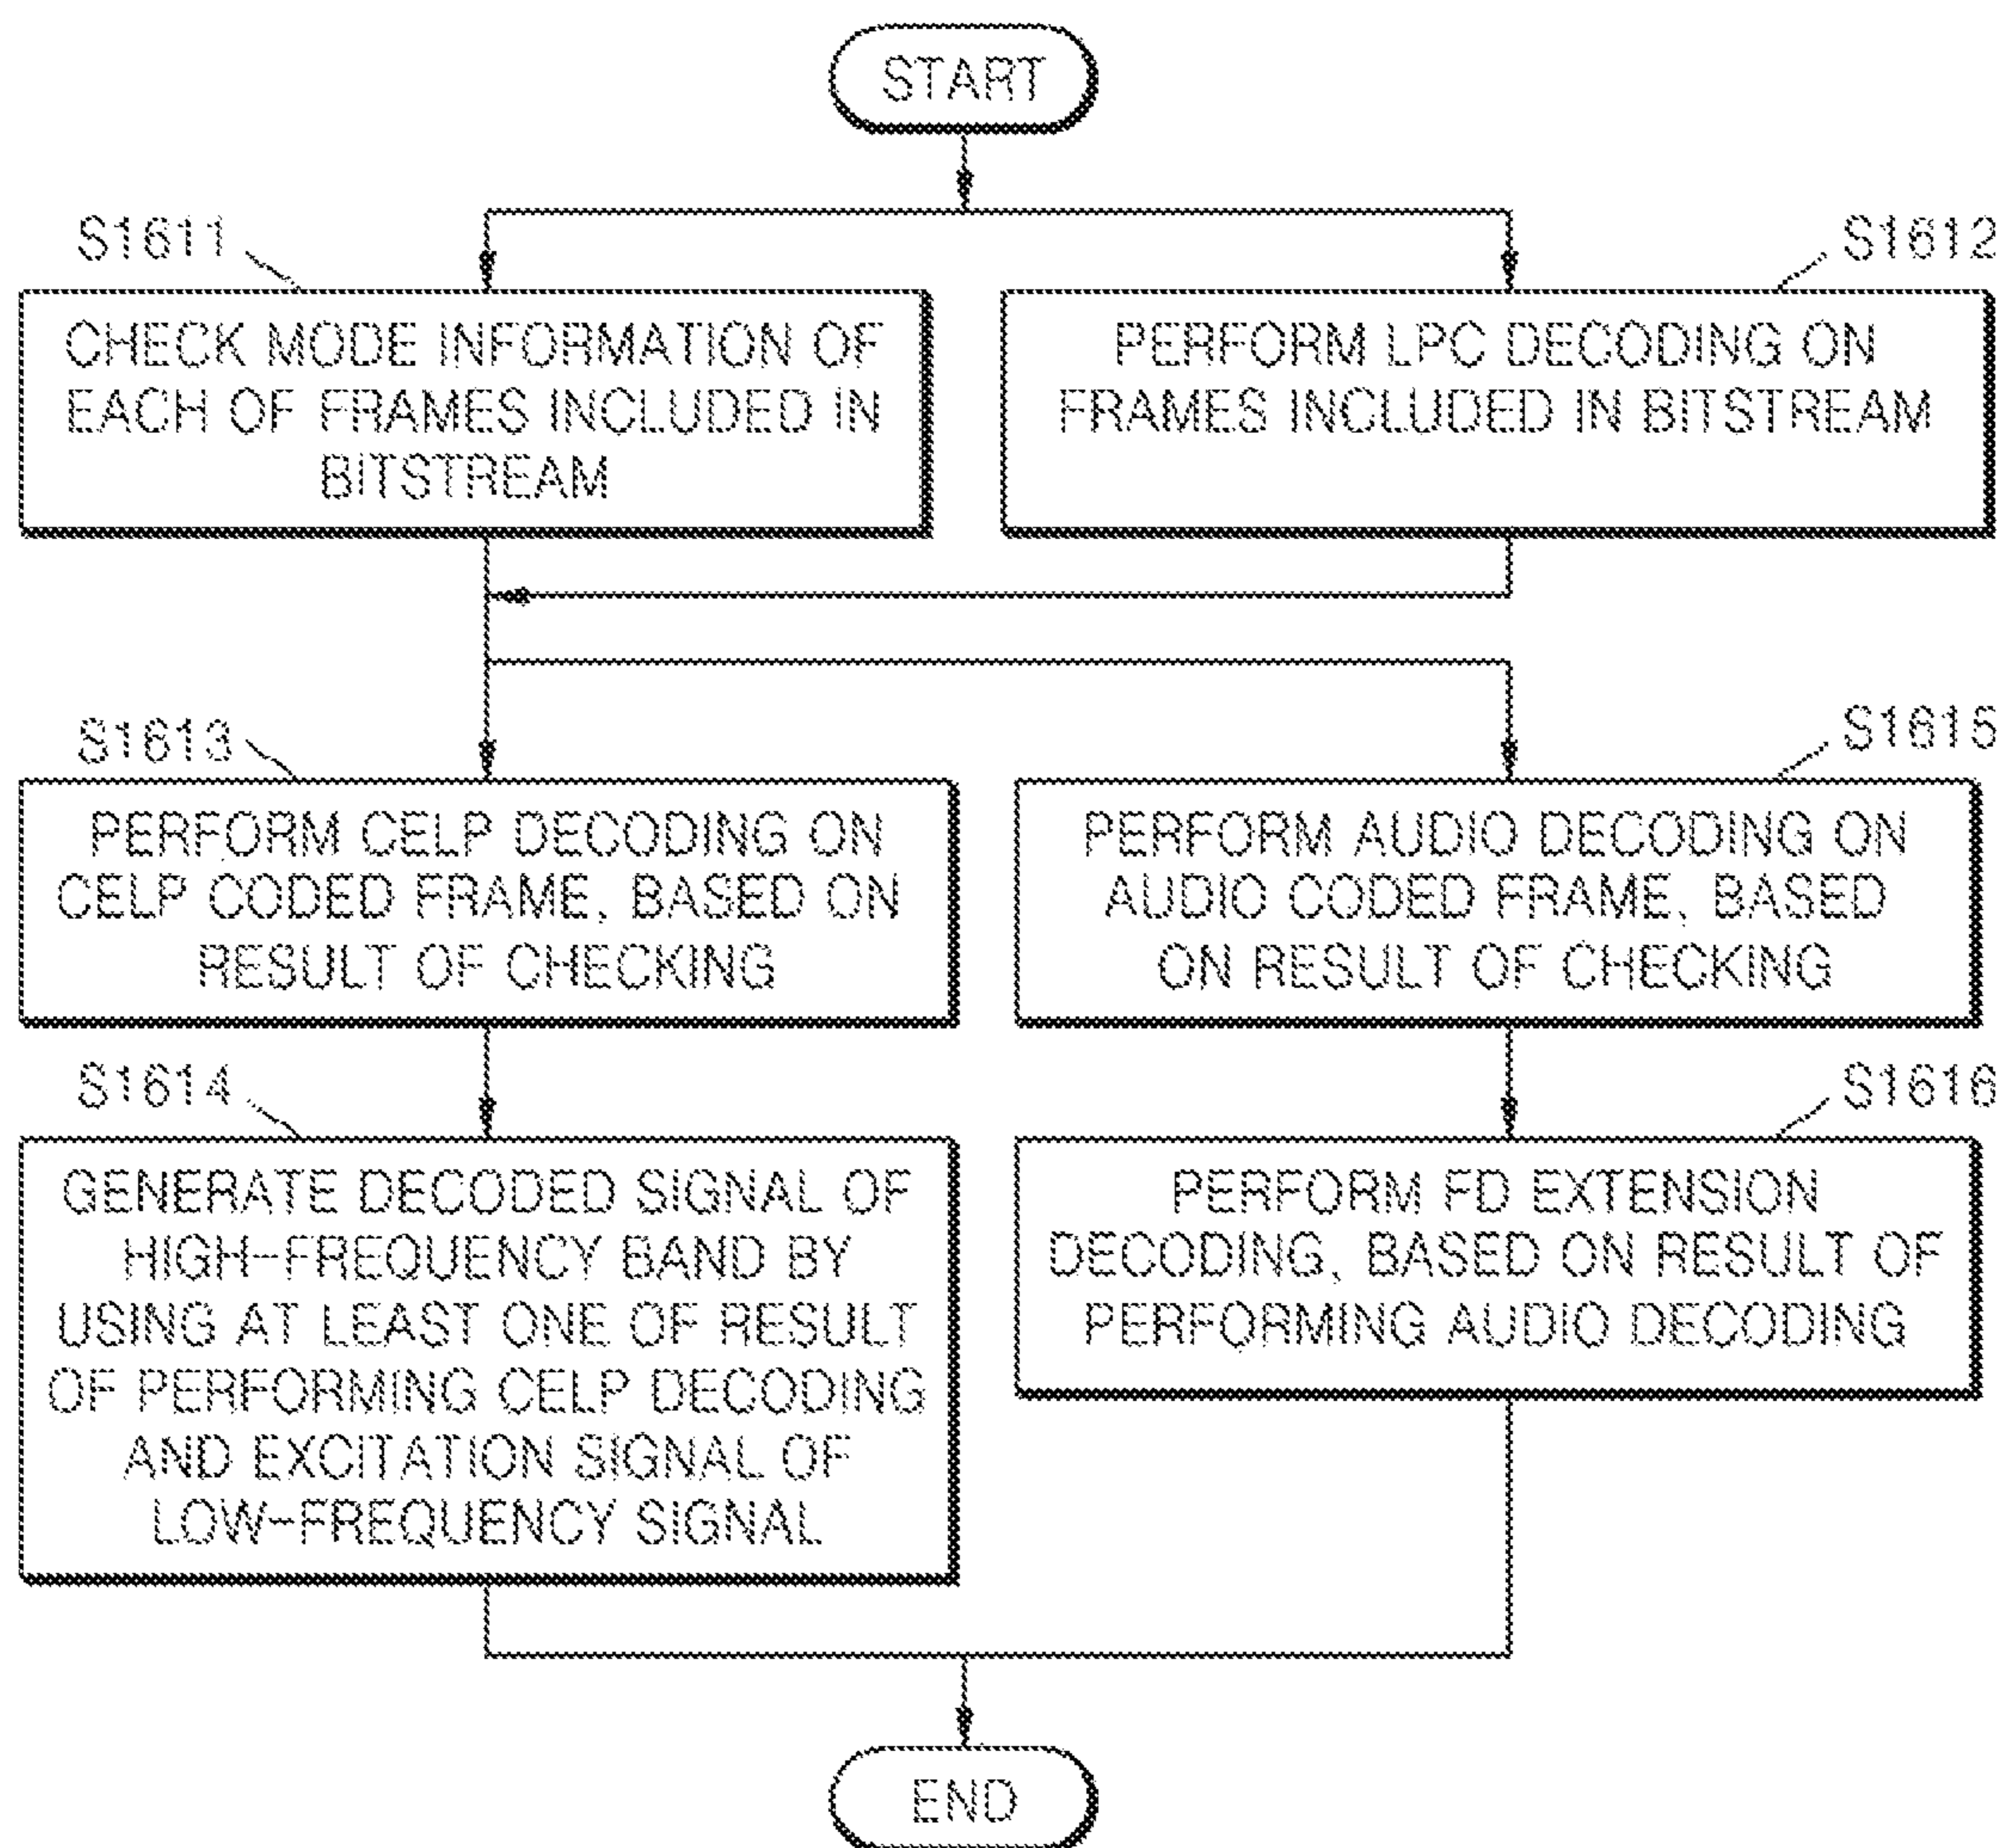 START
S1611
S1612
CHECK MODE INFORMATION OF
EACH OF FRAMES INCLUDED IN
BITSTREAM
PERFORM LPC DECODING ON
FRAMES INCLUDED IN BITSTREAM
S1613
S1615
PERFORM CELP DECODING ON
CELP CODED FRAME, BASED ON
RESULT OF CHECKING
PERFORM AUDIO DECODING ON
AUDIO CODED FRAME, BASED
ON RESULT OF CHECKING
S1614
S1616
GENERATE DECODED SIGNAL OF
HIGH-FREQUENCY BAND BY
USING AT LEAST ONE OF RESULT
OF PERFORMING CELP DECODING
AND EXCITATION SIGNAL OF
LOW-FREQUENCY SIGNAL
PERFORM FD EXTENSION
DECODING, BASED ON RESULT OF
PERFORMING AUDIO DECODING
END